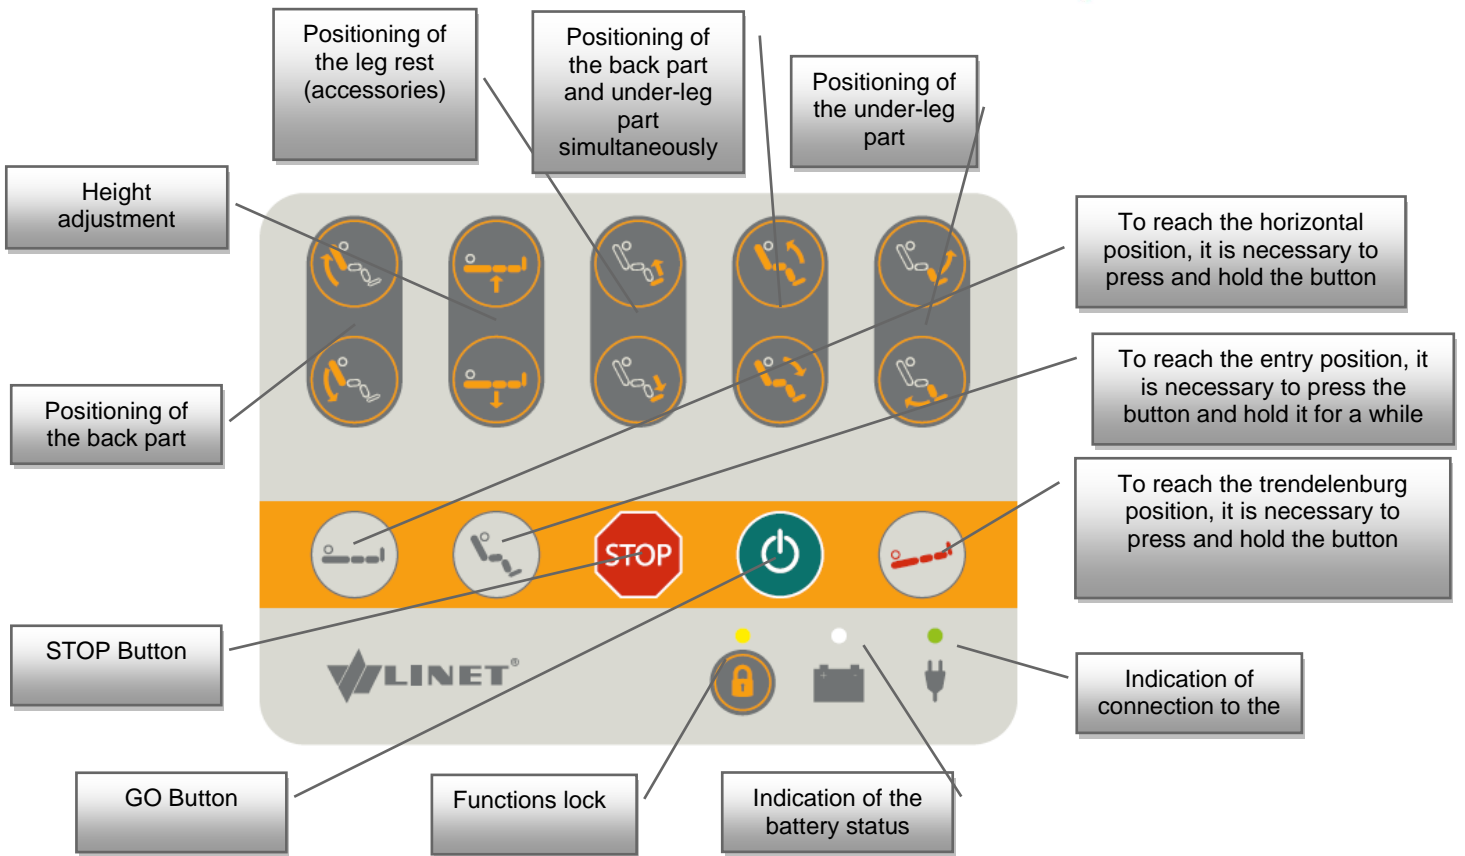 Positioning of
the leg rest
(accessories)
Positioning of
the back part
and under-leg
part
simultaneously
Positioning of
the under-leg
part
Height
adjustment
To reach the horizontal
position, it is necessary to
press and hold the button
To reach the entry position, it
is necessary to press the
button and hold it for a while
Positioning of
the back part
To reach the trendelenburg
position, it is necessary to
press and hold the button
STOP
STOP Button
LINET®
Indication of
connection to the
GO Button
Functions lock
Indication of the
battery status